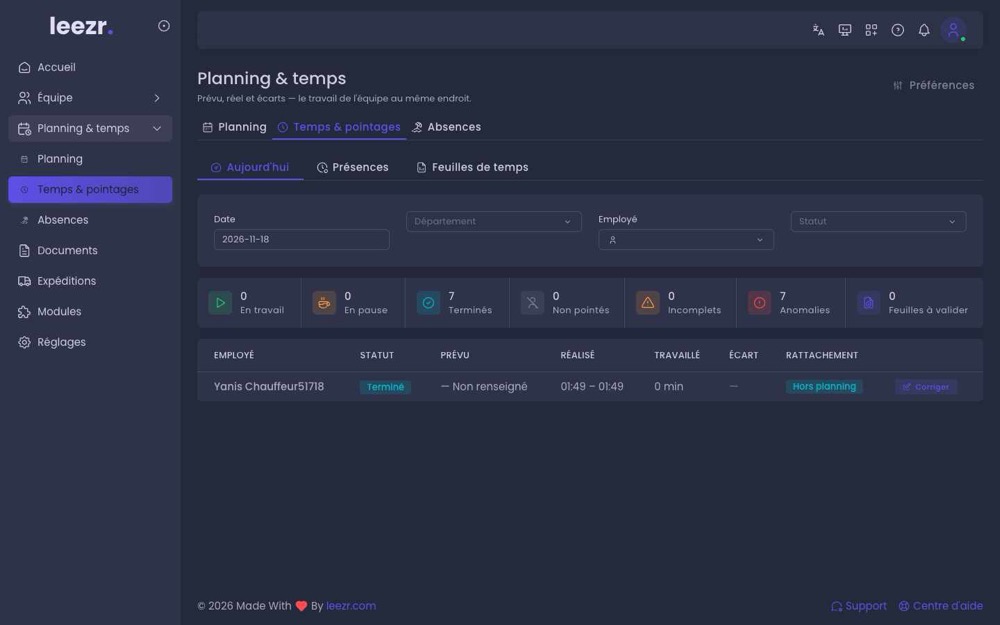 leezr.
Accueil
Équipe
Planning & temps
Planning
Temps & pointages
Absences
Documents
Expéditions
Modules
Réglages
Planning & temps
Prévu, réel et écarts — le travail de l'équipe au même endroit.
Préférences
Planning Temps & pointages Absences
Aujourd'hui Présences Feuilles de temps
Date
2026-11-18
Département
Employé
Statut
0 En travail
0 En pause
7 Terminés
0 Non pointés
0 Incomplets
7 Anomalies
0 Feuilles à valider
EMPLOYÉ STATUT PRÉVU RÉALISÉ TRAVAILLÉ ÉCART RATTACHEMENT
Yanis Chauffeur51718 Terminé — Non renseigné 01:49 – 01:49 0 min — Hors planning Corriger
© 2026 Made With ❤ By leezr.com
Support Centre d'aide